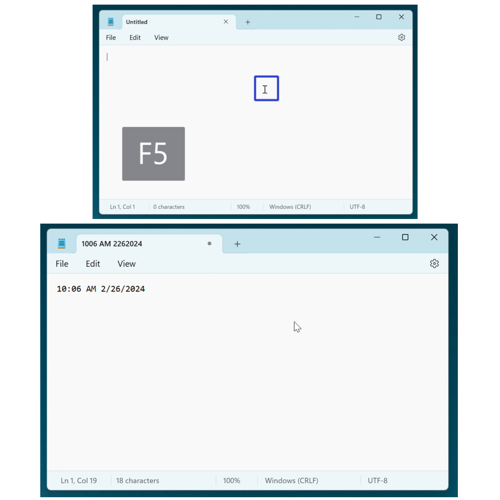 Untitled
File Edit View
F5
Ln 1, Col 1 0 characters 100% Windows (CRLF) UTF-8
1006 AM 2262024
File Edit View
10:06 AM 2/26/2024
Ln 1, Col 19 18 characters 100% Windows (CRLF) UTF-8